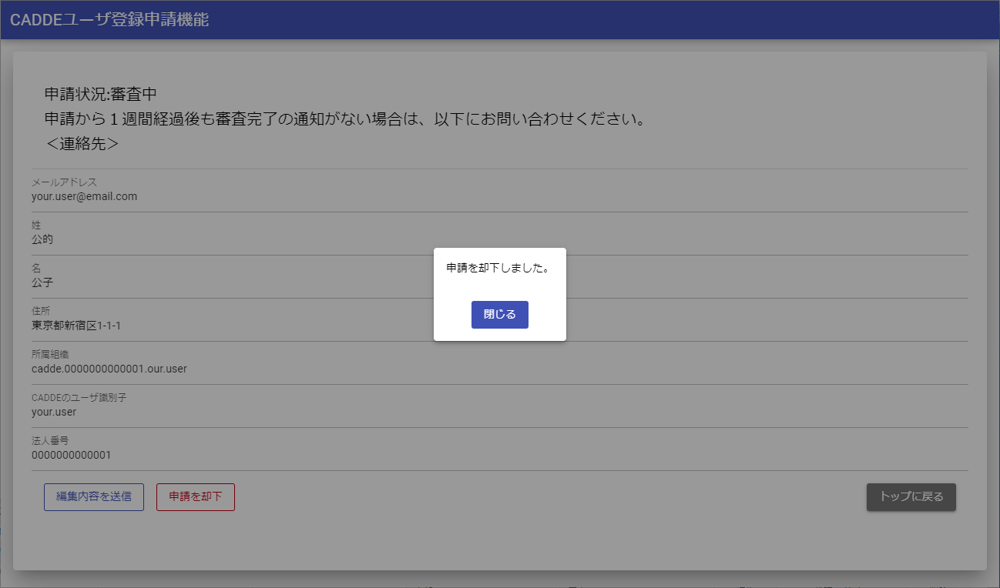 CADDEユーザ登録申請機能
申請状況:審査中
申請から１週間経過後も審査完了の通知がない場合は、以下にお問い合わせください。
＜連絡先＞
メールアドレス
your.user@email.com
姓
公的
名
公子
住所
東京都新宿区1-1-1
所属組織
cadde.0000000000001.our.user
CADDEのユーザ識別子
your.user
法人番号
0000000000001
申請を却下しました。
閉じる
編集内容を送信
申請を却下
トップに戻る